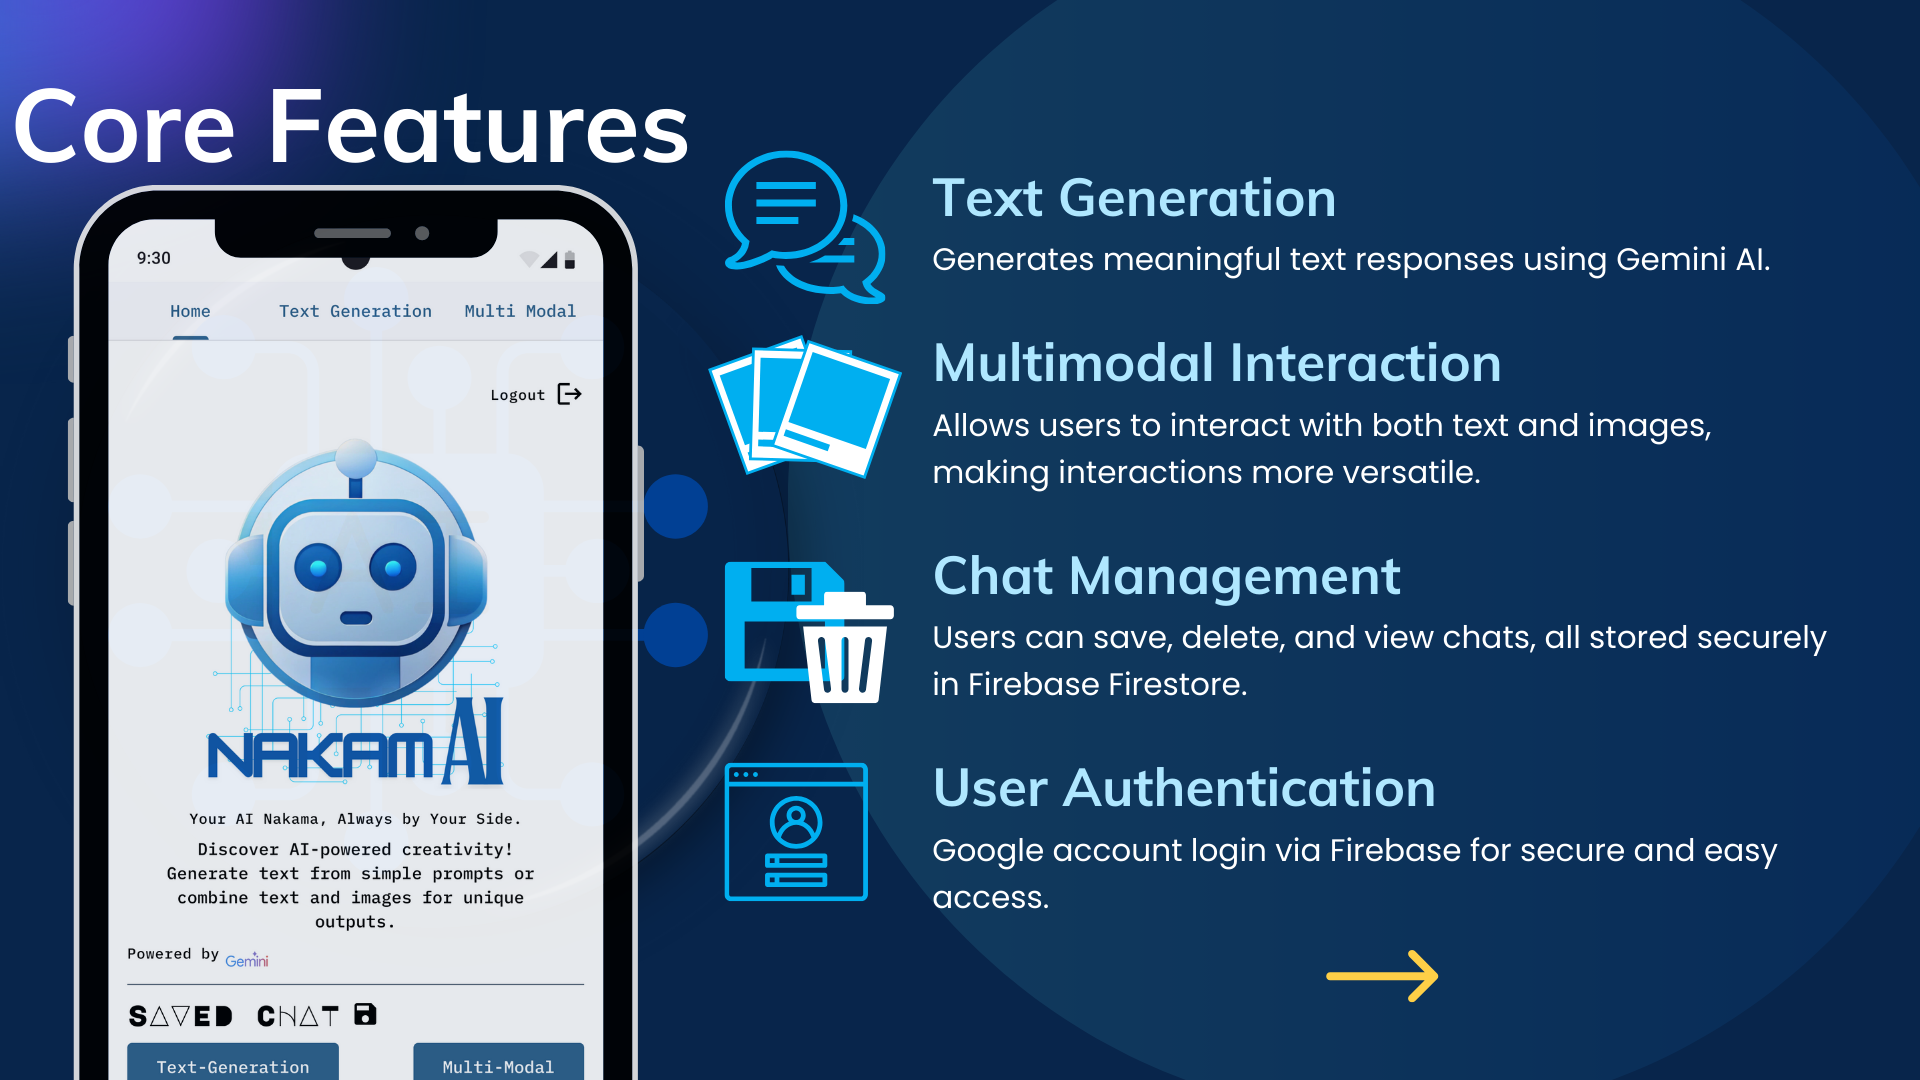 Core Features
9:30
Home Text Generation Multi Modal
Logout
NAKAMAI
Your AI Nakama, Always by Your Side.
Discover AI-powered creativity!
Generate text from simple prompts or
combine text and images for unique
outputs.
Powered by Gemini
SAVED CHAT
Text-Generation Multi-Modal
Text Generation
Generates meaningful text responses using Gemini AI.
Multimodal Interaction
Allows users to interact with both text and images,
making interactions more versatile.
Chat Management
Users can save, delete, and view chats, all stored securely
in Firebase Firestore.
User Authentication
Google account login via Firebase for secure and easy
access.